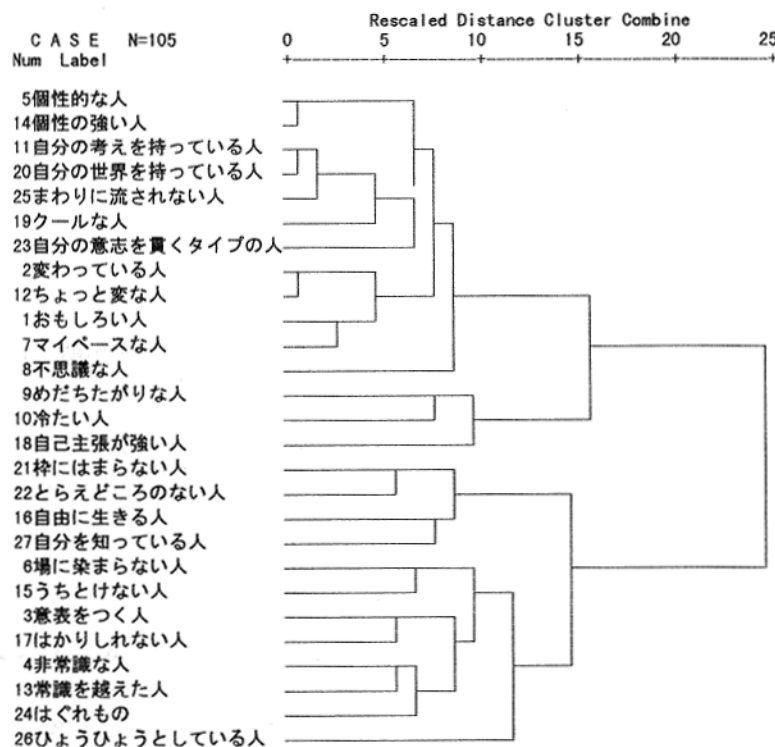 Rescaled Distance Cluster Combine
C A S E N=105 0 5 10 15 20 25
Num Label
5個性的な人
14個性の強い人
11自分の考えを持っている人
20自分の世界を持っている人
25まわりに流されない人
19クールな人
23自分の意志を貫くタイプの人
2変わっている人
12ちょっと変な人
1おもしろい人
7マイペースな人
8不思議な人
9めだちたがりな人
10冷たい人
18自己主張が強い人
21枠にはまらない人
22とらえどころのない人
16自由に生きる人
27自分を知っている人
6場に染まらない人
15うちとけない人
3意表をつく人
17はかりしれない人
4非常識な人
13常識を越えた人
24はぐれもの
26ひょうひょうとしている人